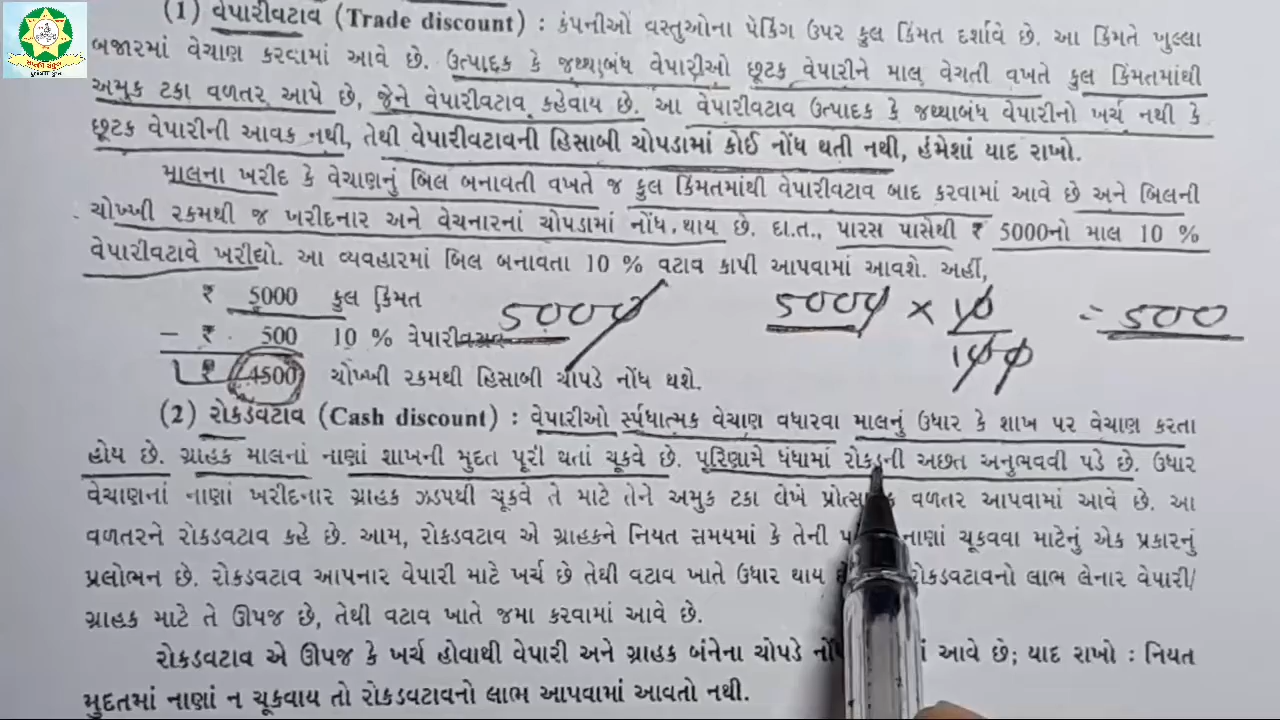 (1) વેપારીવટાવ (Trade discount) : કંપનીઓ વસ્તુઓના પેકિંગ ઉપર કુલ કિંમત દર્શાવે છે. આ કિંમતે ખુલ્લા
બજારમાં વેચાણ કરવામાં આવે છે. ઉત્પાદક કે જથ્થાબંધ વેપારીઓ છૂટક વેપારીને માલ વેચતી વખતે કુલ કિંમતમાંથી
અમુક ટકા વળતર આપે છે, જેને વેપારીવટાવ કહેવાય છે. આ વેપારીવટાવ ઉત્પાદક કે જથ્થાબંધ વેપારીનો ખર્ચ નથી કે
છૂટક વેપારીની આવક નથી, તેથી વેપારીવટાવની હિસાબી ચોપડામાં કોઈ નોંધ થતી નથી, હંમેશાં યાદ રાખો.
માલના ખરીદ કે વેચાણનું બિલ બનાવતી વખતે જ કુલ કિંમતમાંથી વેપારીવટાવ બાદ કરવામાં આવે છે અને બિલની
ચોખ્ખી રકમથી જ ખરીદનાર અને વેચનારનાં ચોપડામાં નોંધ થાય છે. દા.ત., પારસ પાસેથી ₹ 5000નો માલ 10 %
વેપારીવટાવે ખરીદ્યો. આ વ્યવહારમાં બિલ બનાવતા 10 % વટાવ કાપી આપવામાં આવશે. અહીં,
₹ 5000 કુલ કિંમત 5000 5000 × 10 = 500
– ₹ 500 10 % વેપારીવટાવ 100
₹ 4500 ચોખ્ખી રકમથી હિસાબી ચોપડે નોંધ થશે.
(2) રોકડવટાવ (Cash discount) : વેપારીઓ સ્પર્ધાત્મક વેચાણ વધારવા માલનું ઉધાર કે શાખ પર વેચાણ કરતા
હોય છે. ગ્રાહક માલનાં નાણાં શાખની મુદત પૂરી થતાં ચૂકવે છે. પરિણામે ધંધામાં રોકડની અછત અનુભવવી પડે છે. ઉધાર
વેચાણનાં નાણાં ખરીદનાર ગ્રાહક ઝડપથી ચૂકવે તે માટે તેને અમુક ટકા લેખે વળતર આપવામાં આવે છે. આ
વળતરને રોકડવટાવ કહે છે. આમ, રોકડવટાવ એ ગ્રાહકને નિયત સમયમાં કે તેની નાણાં ચૂકવવા માટેનું એક પ્રકારનું
પ્રલોભન છે. રોકડવટાવ આપનાર વેપારી માટે ખર્ચ છે તેથી વટાવ ખાતે ઉધાર થાય રોકડવટાવનો લાભ લેનાર વેપારી/
ગ્રાહક માટે તે ઊપજ છે, તેથી વટાવ ખાતે જમા કરવામાં આવે છે.
રોકડવટાવ એ ઊપજ કે ખર્ચ હોવાથી વેપારી અને ગ્રાહક બંનેના ચોપડે આવે છે; યાદ રાખો : નિયત
મુદતમાં નાણાં ન ચૂકવાય તો રોકડવટાવનો લાભ આપવામાં આવતો નથી.